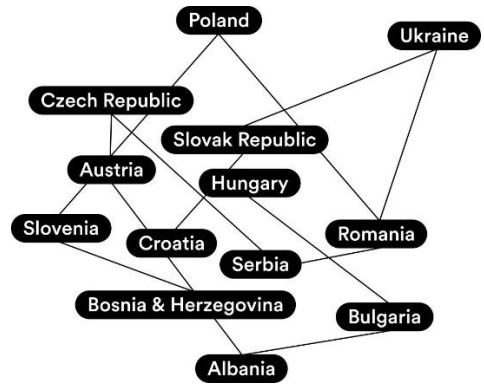 Poland
Ukraine
Czech Republic
Slovak Republic
Austria
Hungary
Slovenia
Croatia
Romania
Serbia
Bosnia & Herzegovina
Bulgaria
Albania